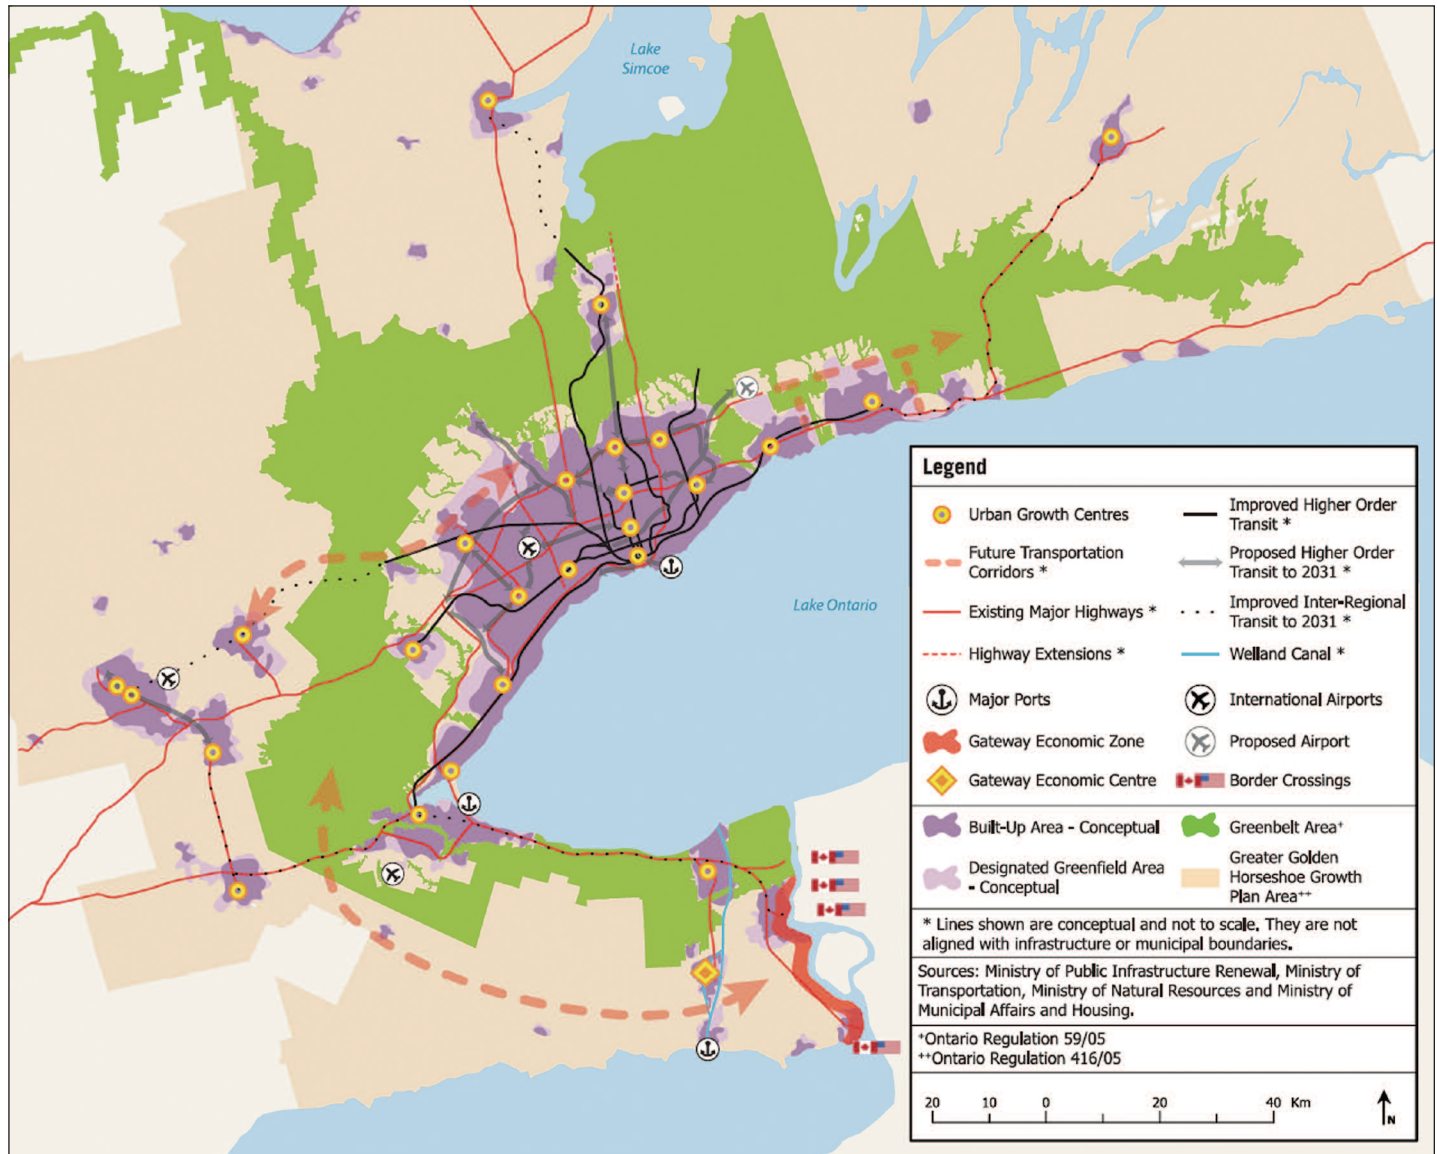 Lake
Simcoe
Lake Ontario
Legend
Urban Growth Centres
Future Transportation
Corridors *
Existing Major Highways *
Highway Extensions *
Major Ports
Gateway Economic Zone
Gateway Economic Centre
Improved Higher Order
Transit *
Proposed Higher Order
Transit to 2031 *
Improved Inter-Regional
Transit to 2031 *
Welland Canal *
International Airports
Proposed Airport
Border Crossings
Built-Up Area - Conceptual
Designated Greenfield Area
- Conceptual
Greenbelt Area+
Greater Golden
Horseshoe Growth
Plan Area++
* Lines shown are conceptual and not to scale. They are not
aligned with infrastructure or municipal boundaries.
Sources: Ministry of Public Infrastructure Renewal, Ministry of
Transportation, Ministry of Natural Resources and Ministry of
Municipal Affairs and Housing.
+Ontario Regulation 59/05
++Ontario Regulation 416/05
20 10 0 20 40 Km
N